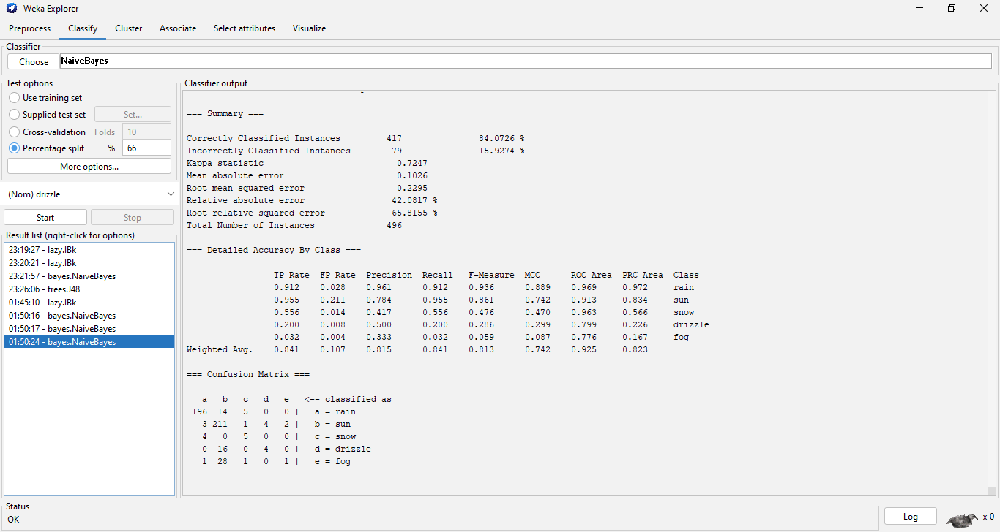 Weka Explorer
Preprocess Classify Cluster Associate Select attributes Visualize
Classifier
Choose NaiveBayes
Test options
Use training set
Supplied test set Set...
Cross-validation Folds 10
Percentage split % 66
More options...
(Nom) drizzle
Start Stop
Result list (right-click for options)
23:19:27 - lazy.IBk
23:20:21 - lazy.IBk
23:21:57 - bayes.NaiveBayes
23:26:06 - trees.J48
01:45:10 - lazy.IBk
01:50:16 - bayes.NaiveBayes
01:50:17 - bayes.NaiveBayes
01:50:24 - bayes.NaiveBayes
Classifier output
=== Summary ===
Correctly Classified Instances 417 84.0726 %
Incorrectly Classified Instances 79 15.9274 %
Kappa statistic 0.7247
Mean absolute error 0.1026
Root mean squared error 0.2295
Relative absolute error 42.0817 %
Root relative squared error 65.8155 %
Total Number of Instances 496
=== Detailed Accuracy By Class ===
TP Rate FP Rate Precision Recall F-Measure MCC ROC Area PRC Area Class
0.912 0.028 0.961 0.912 0.936 0.889 0.969 0.972 rain
0.955 0.211 0.784 0.955 0.861 0.742 0.913 0.834 sun
0.556 0.014 0.417 0.556 0.476 0.470 0.963 0.566 snow
0.200 0.008 0.500 0.200 0.286 0.299 0.799 0.226 drizzle
0.032 0.004 0.333 0.032 0.059 0.087 0.776 0.167 fog
Weighted Avg. 0.841 0.107 0.815 0.841 0.813 0.742 0.925 0.823
=== Confusion Matrix ===
a b c d e <-- classified as
196 14 5 0 0 | a = rain
3 211 1 4 2 | b = sun
4 0 5 0 0 | c = snow
0 16 0 4 0 | d = drizzle
1 28 1 0 1 | e = fog
Status
OK
Log
x 0